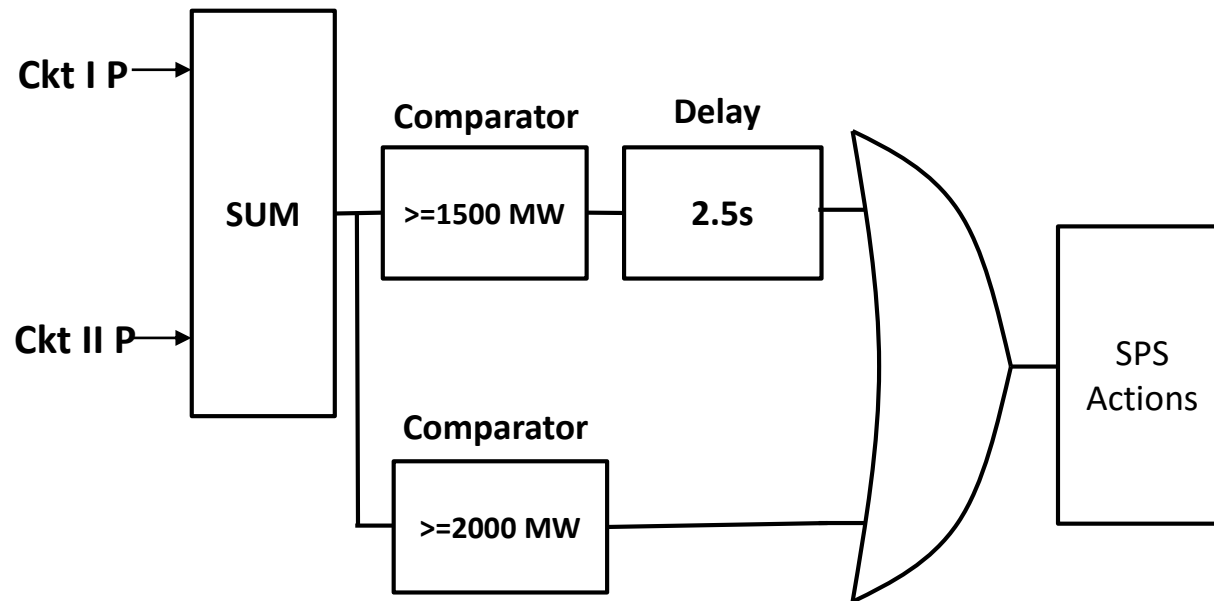 Ckt I P
Ckt II P
SUM
Comparator
>=1500 MW
Delay
2.5s
Comparator
>=2000 MW
SPS
Actions